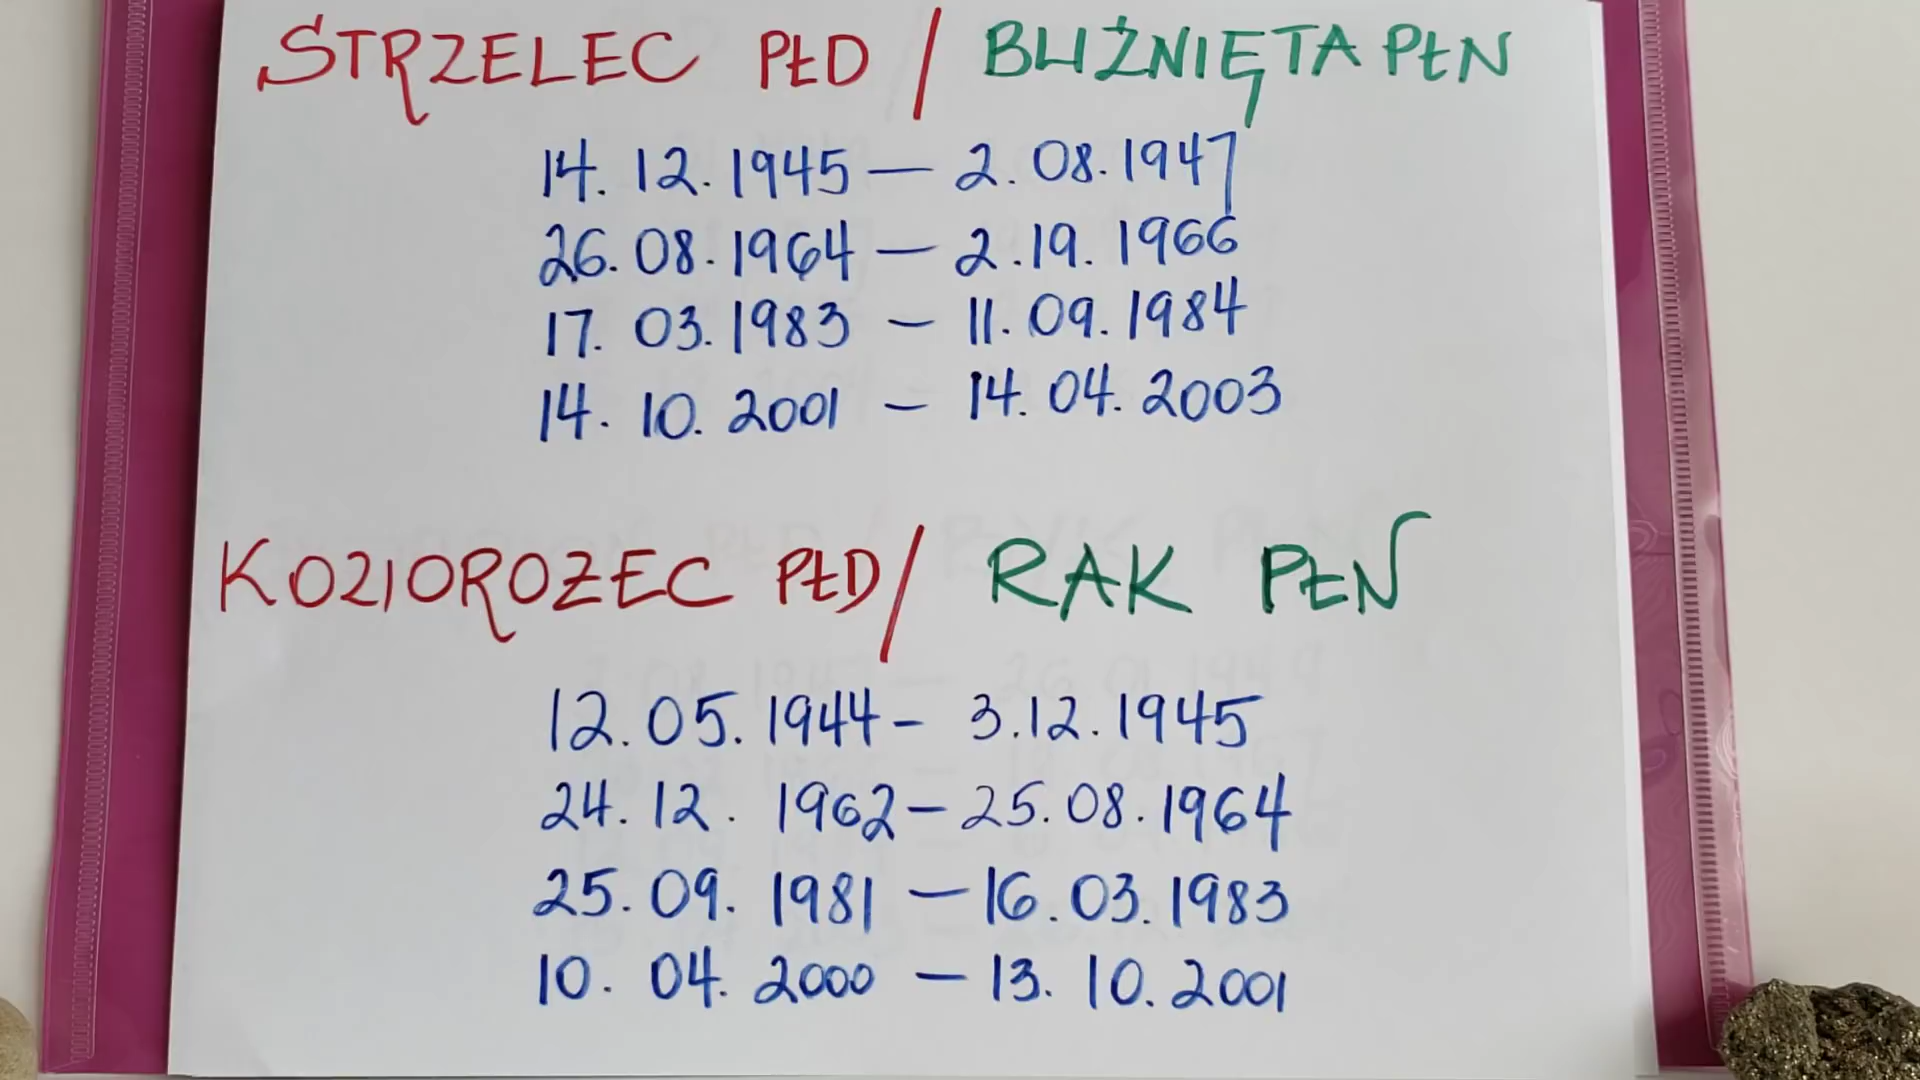 STRZELEC PŁD / BLIŹNIĘTA PŁN
14. 12. 1945 — 2. 08. 1947
26. 08. 1964 — 2. 19. 1966
17. 03. 1983 — 11. 09. 1984
14. 10. 2001 — 14. 04. 2003
KOZIOROŻEC PŁD / RAK PŁN
12. 05. 1944 - 3. 12. 1945
24. 12. 1962 — 25. 08. 1964
25. 09. 1981 — 16. 03. 1983
10. 04. 2000 — 13. 10. 2001